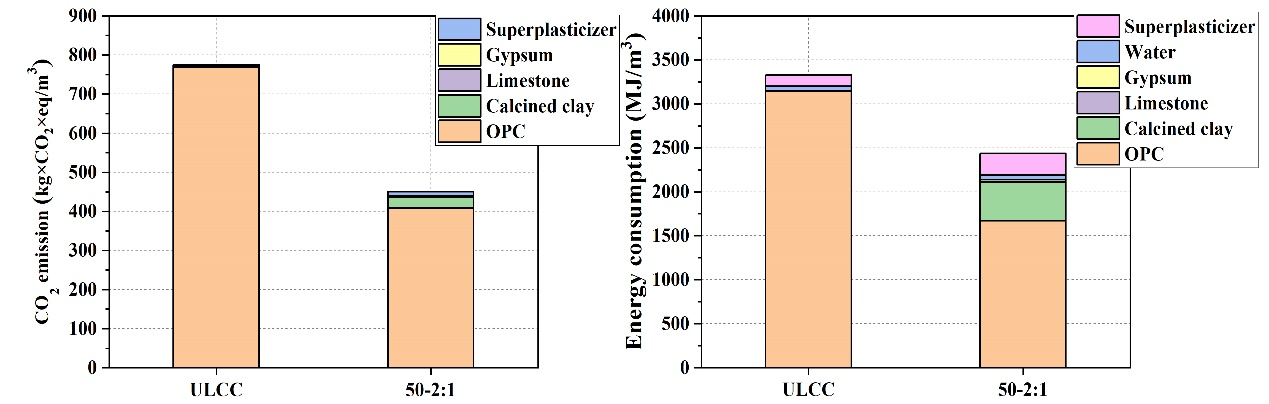 900
800
700
600
500
400
300
200
100
0
CO2 emission (kg×CO2×eq/m3)
Superplasticizer
Gypsum
Limestone
Calcined clay
OPC
ULCC
50-2:1
4000
3500
3000
2500
2000
1500
1000
500
0
Energy consumption (MJ/m3)
Superplasticizer
Water
Gypsum
Limestone
Calcined clay
OPC
ULCC
50-2:1